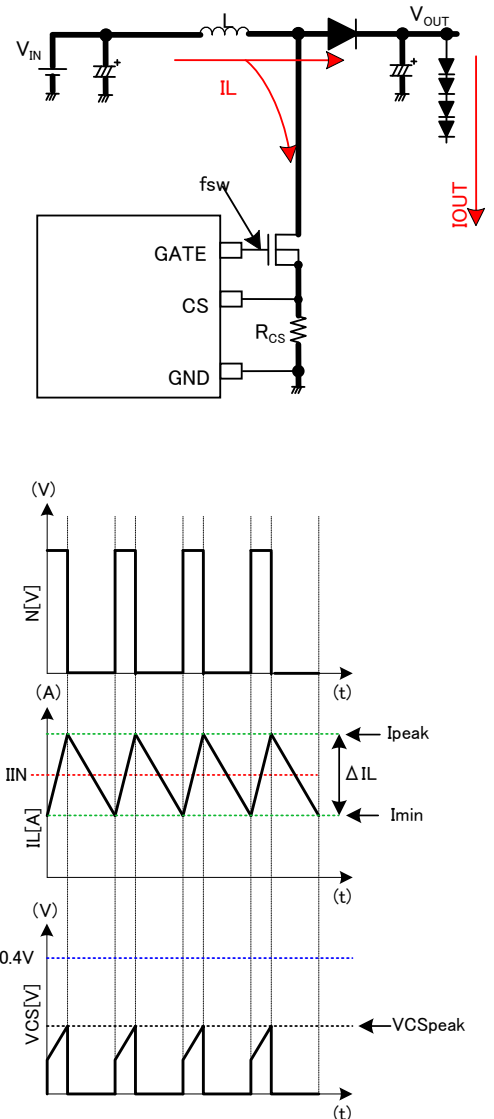 L
VOUT
VIN
+
+
IL
fsw
IOUT
GATE
CS
RCS
GND
(V)
N[V]
(t)
(A)
Ipeak
IIN
ΔIL
IL[A]
Imin
(t)
(V)
0.4V
VCS[V]
VCSpeak
(t)